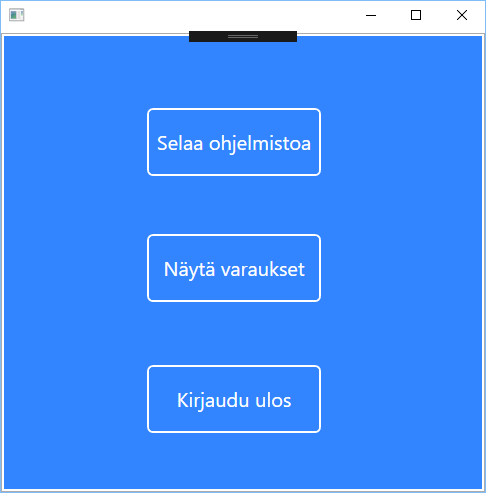 Selaa ohjelmistoa
Näytä varaukset
Kirjaudu ulos